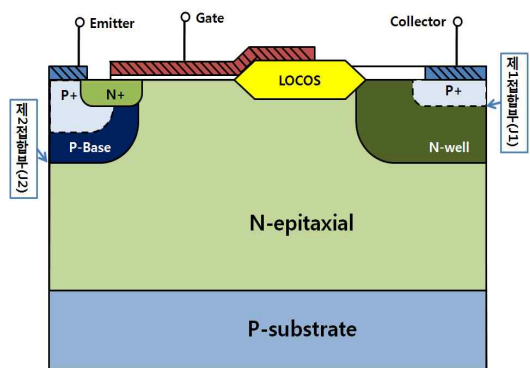 Emitter
Gate
Collector
P+
N+
LOCOS
P+
P-Base
N-well
제2접합부(J2)
제1접합부(J1)
N-epitaxial
P-substrate